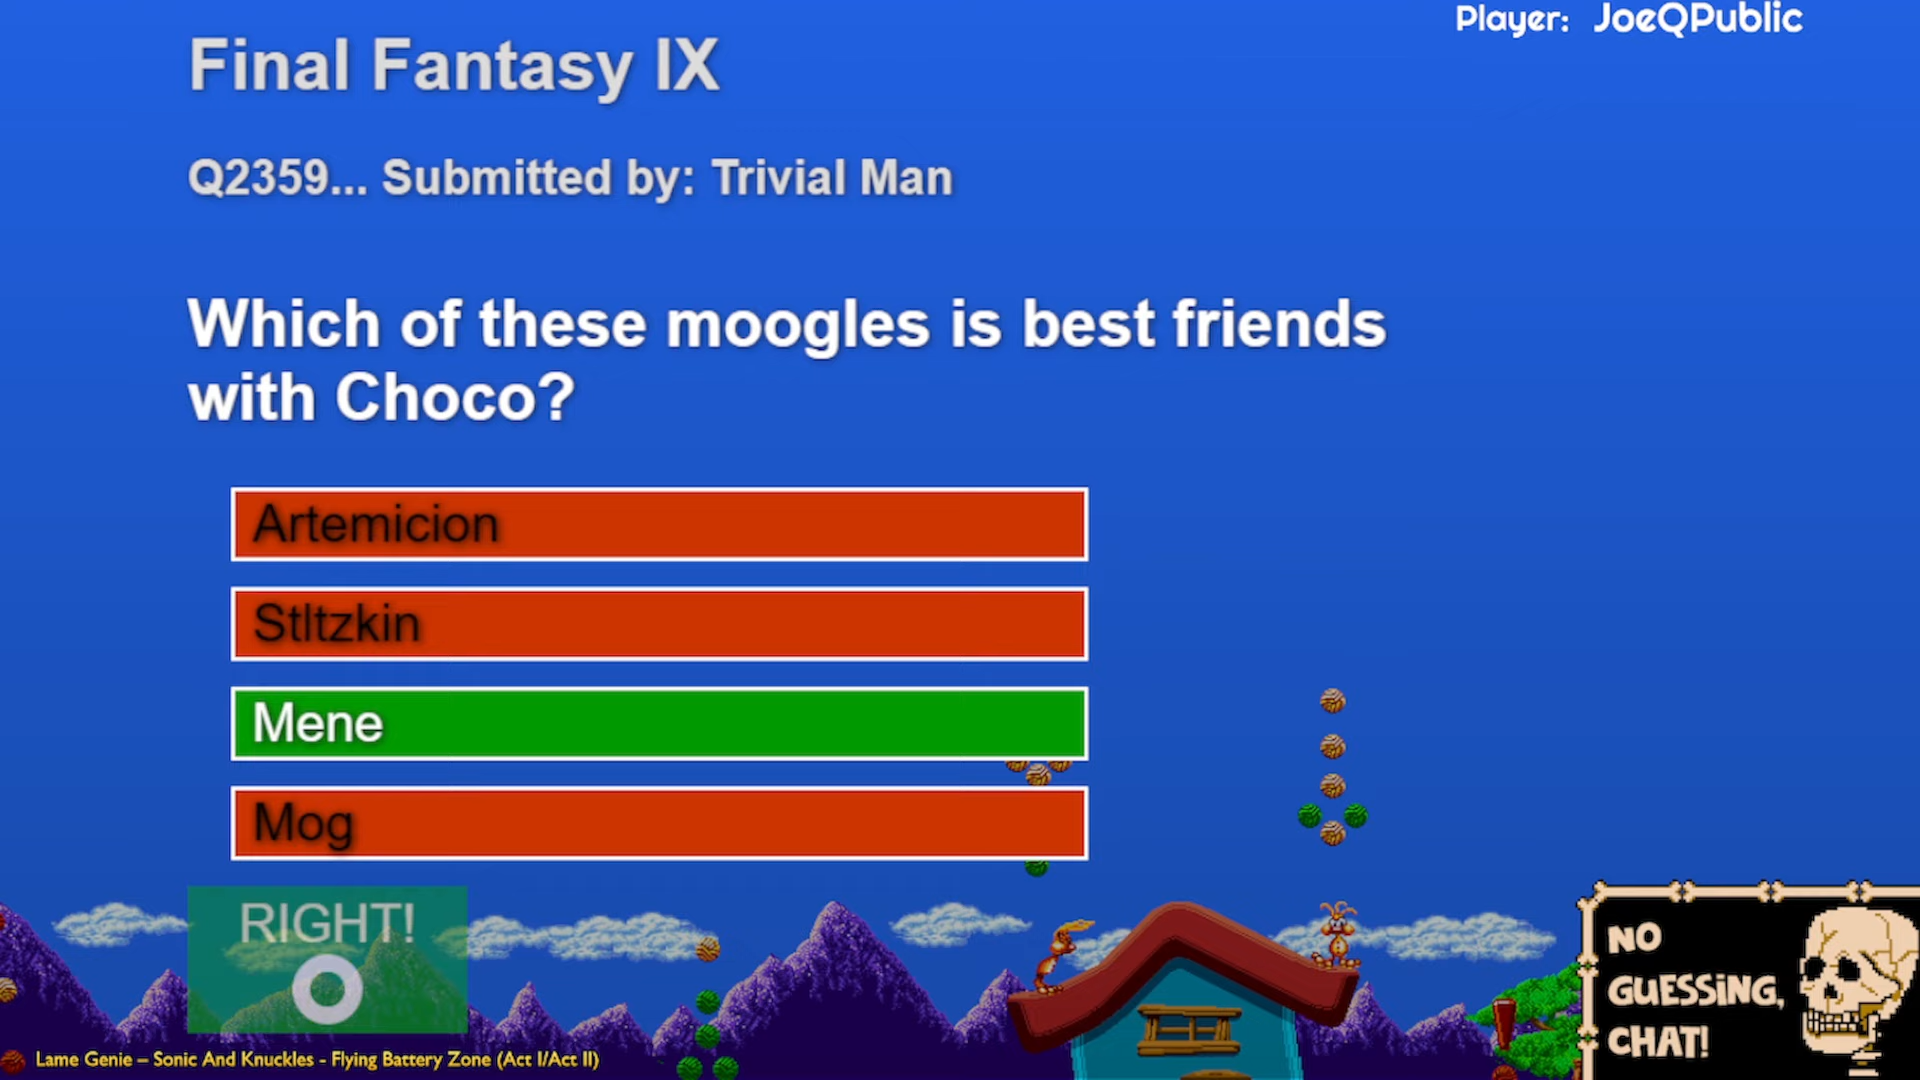 Player: JoeQPublic
Final Fantasy IX
Q2359... Submitted by: Trivial Man
Which of these moogles is best friends
with Choco?
Artemicion
Stltzkin
Mene
Mog
RIGHT!
NO
GUESSING,
CHAT!
Lame Genie – Sonic And Knuckles - Flying Battery Zone (Act I/Act II)